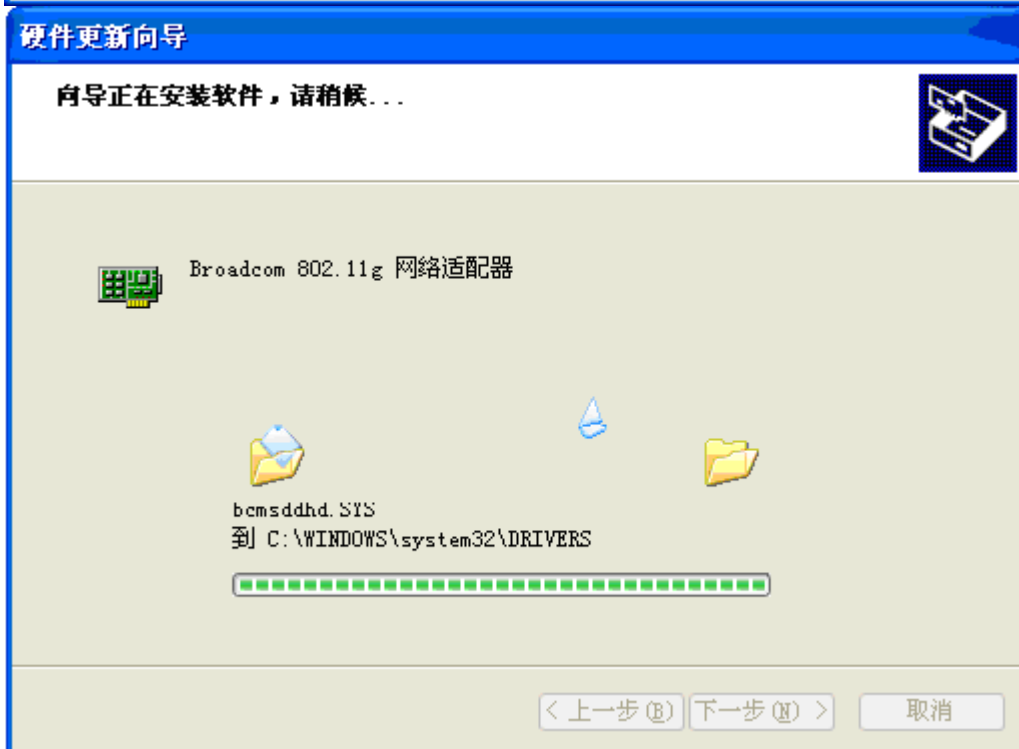 硬件更新向导
向导正在安装软件，请稍候...
Broadcom 802.11g 网络适配器
bcmsddhd.SYS
到 C:\WINDOWS\system32\DRIVERS
< 上一步(B) 下一步(N) > 取消